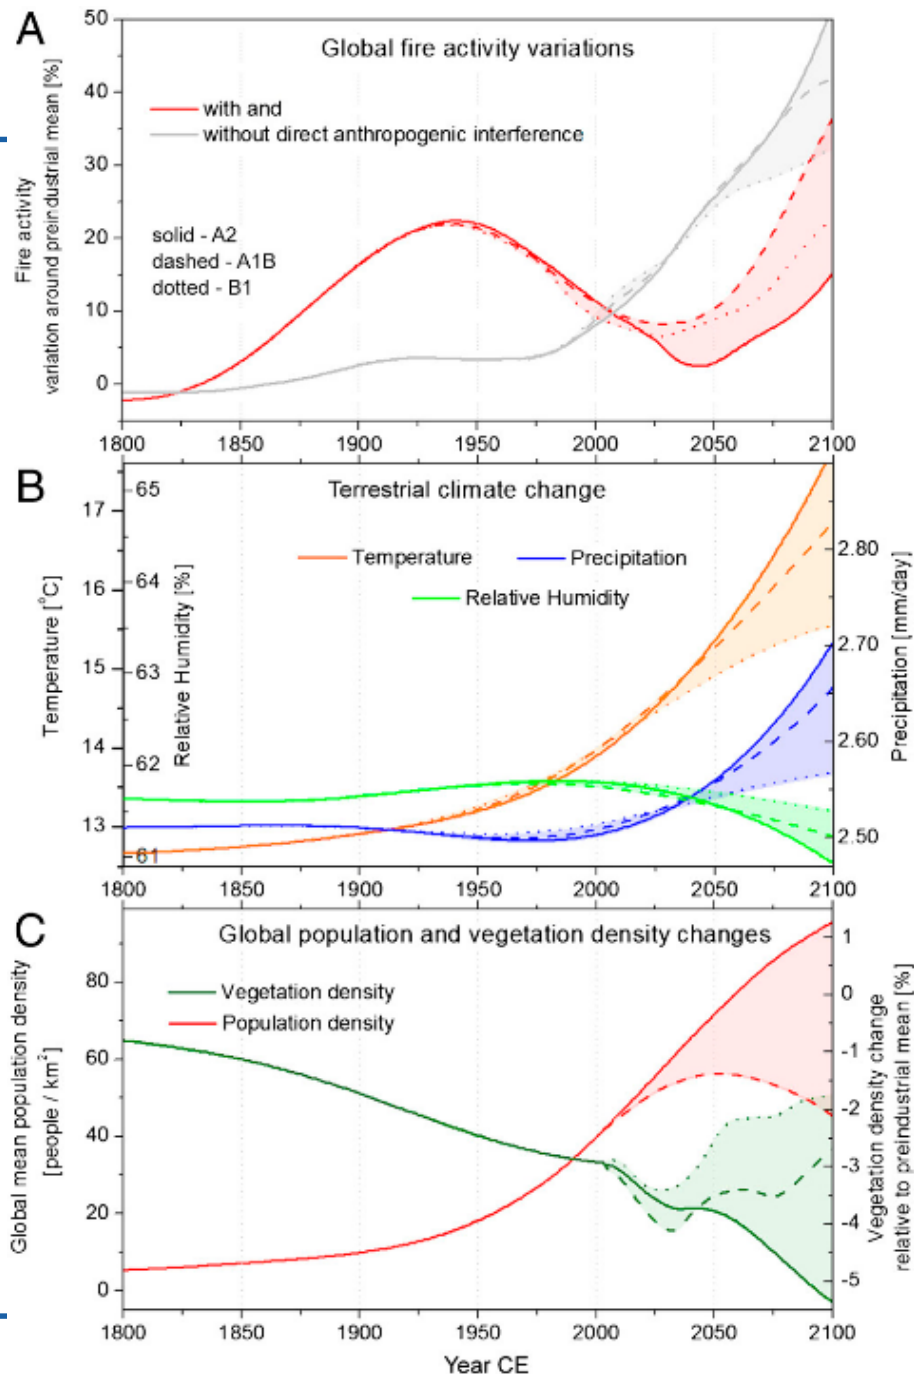 A
Global fire activity variations
with and
without direct anthropogenic interference
solid - A2
dashed - A1B
dotted - B1
Fire activity
variation around preindustrial mean [%]
50
40
30
20
10
0
1800 1850 1900 1950 2000 2050 2100
B
Terrestrial climate change
Temperature
Precipitation
Relative Humidity
Temperature [°C]
17
16
15
14
13
Relative Humidity [%]
65
64
63
62
61
Precipitation [mm/day]
2.80
2.70
2.60
2.50
1800 1850 1900 1950 2000 2050 2100
C
Global population and vegetation density changes
Vegetation density
Population density
Global mean population density
[people / km²]
80
60
40
20
0
Vegetation density change
relative to preindustrial mean [%]
1
0
-1
-2
-3
-4
-5
1800 1850 1900 1950 2000 2050 2100
Year CE